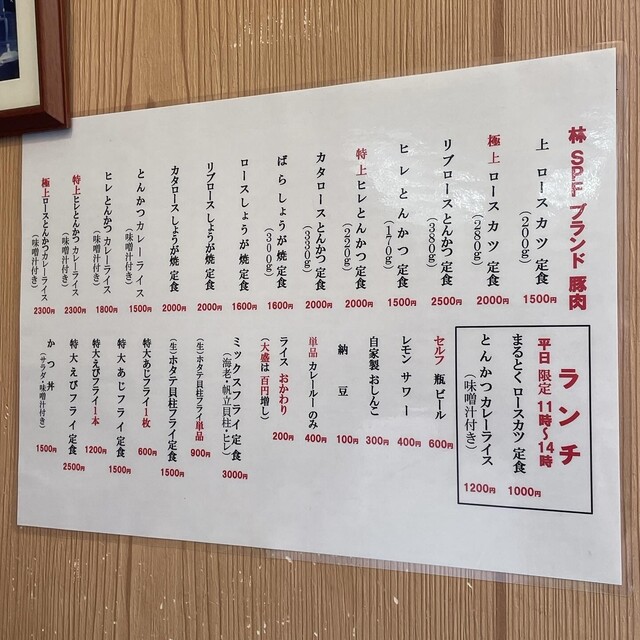 林 SPF ブランド 豚肉
上 ロース カツ 定食
(200g)
1500円
極上 ロース カツ 定食
(280g)
2000円
リブロースとんかつ 定食
(380g)
2500円
ヒレ とんかつ 定食
(170g)
1500円
特上 ヒレとんかつ 定食
(220g)
2000円
カタロースとんかつ 定食
(330g)
2000円
ばら しょうが 焼 定食
(300g)
1600円
ロースしょうが 焼 定食
1600円
リブロースしょうが 焼 定食
2000円
カタロースしょうが 焼 定食
2000円
とんかつ カレーライス
(味噌汁付き)
1500円
ヒレとんかつ カレーライス
(味噌汁付き)
1800円
特上ヒレとんかつ カレーライス
(味噌汁付き)
2300円
極上ロースとんかつカレーライス
(味噌汁付き)
2300円
ランチ
平日 限定 11時〜14時
まるとくロースカツ 定食
1000円
とんかつカレーライス
(味噌汁付き)
1200円
セルフ 瓶 ビール
600円
レモン サワー
400円
自家製 おしんこ
300円
納豆
100円
単品 カレールーのみ
400円
ライス おかわり
(大盛は百円増し)
200円
ミックスフライ 定食
(海老・帆立貝柱・ヒレ)
3000円
(生)ホタテ貝柱フライ単品
900円
(生)ホタテ貝柱フライ定食
1500円
特大あじフライ1枚
600円
特大 あじフライ 定食
1500円
特大えびフライ1本
1200円
特大えびフライ 定食
2500円
かつ丼
(サラダ・味噌汁付き)
1500円